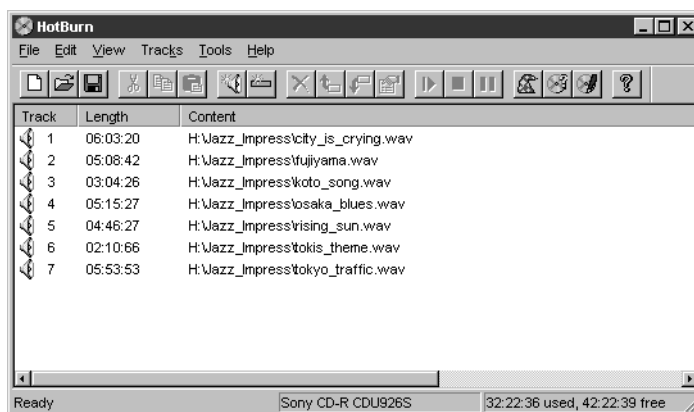 HotBurn
File Edit View Tracks Tools Help
Track Length Content
1 06:03:20 H:\Jazz_Impress\city_is_crying.wav
2 05:08:42 H:\Jazz_Impress\fujiyama.wav
3 03:04:26 H:\Jazz_Impress\koto_song.wav
4 05:15:27 H:\Jazz_Impress\osaka_blues.wav
5 04:46:27 H:\Jazz_Impress\rising_sun.wav
6 02:10:66 H:\Jazz_Impress\tokis_theme.wav
7 05:53:53 H:\Jazz_Impress\tokyo_traffic.wav
Ready Sony CD-R CDU926S 32:22:36 used, 42:22:39 free